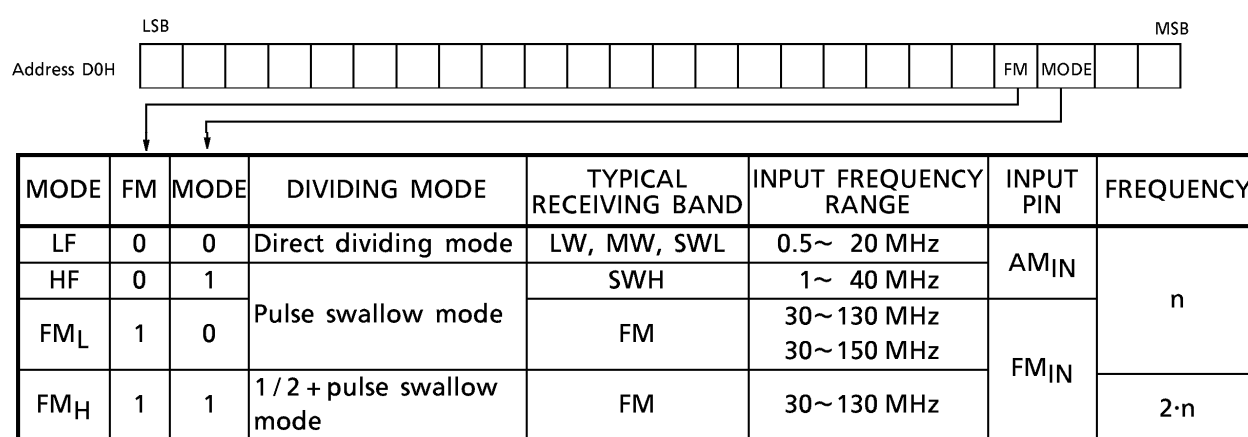 LSB MSB
Address D0H FM MODE
MODE FM MODE DIVIDING MODE TYPICAL RECEIVING BAND INPUT FREQUENCY RANGE INPUT PIN FREQUENCY
LF 0 0 Direct dividing mode LW, MW, SWL 0.5~ 20 MHz AMIN n
HF 0 1 Pulse swallow mode SWH 1~ 40 MHz
FML 1 0 FM 30~130 MHz
30~150 MHz FMIN
FMH 1 1 1/2+pulse swallow mode FM 30~130 MHz 2·n